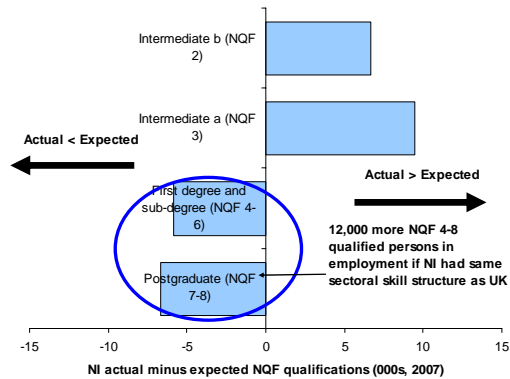 Intermediate b (NQF
2)
Intermediate a (NQF
3)
Actual < Expected
Actual > Expected
First degree and
sub-degree (NQF 4-
6)
12,000 more NQF 4-8
qualified persons in
employment if NI had same
sectoral skill structure as UK
Postgraduate (NQF
7-8)
-15 -10 -5 0 5 10 15
NI actual minus expected NQF qualifications (000s, 2007)